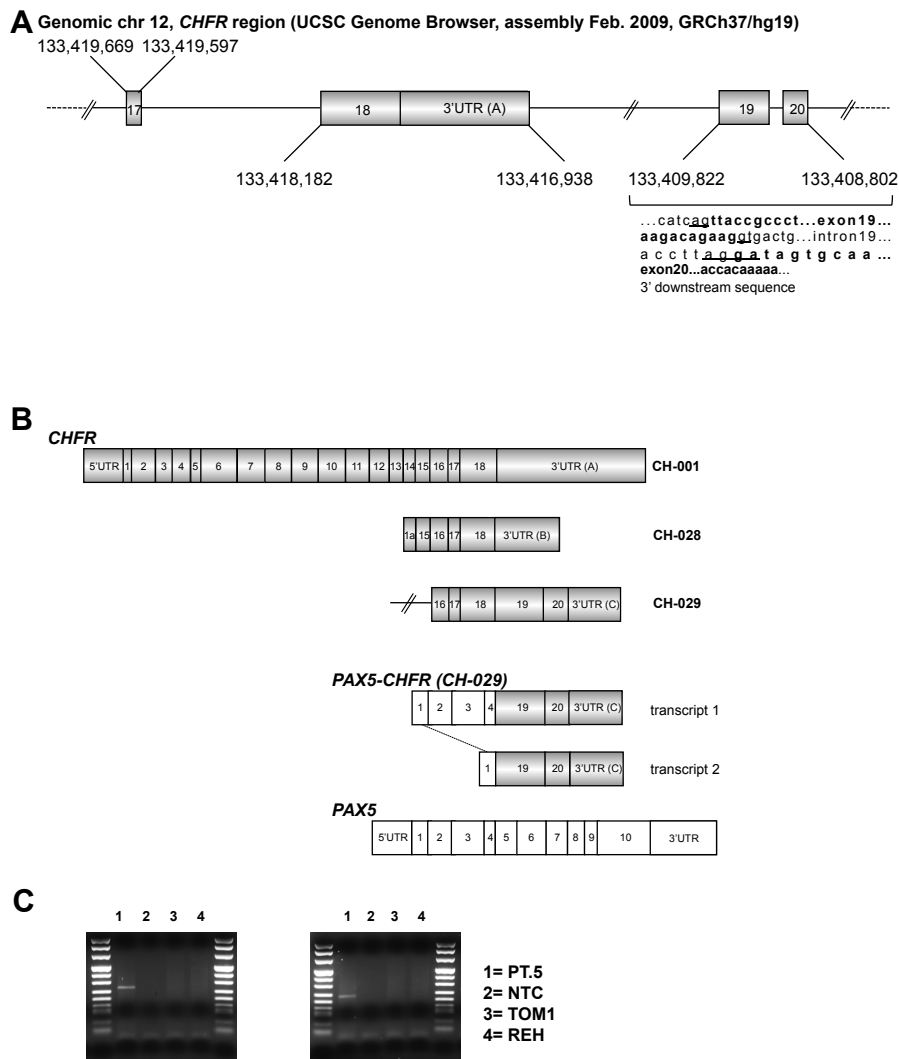 A Genomic chr 12, CHFR region (UCSC Genome Browser, assembly Feb. 2009, GRCh37/hg19)
133,419,669 133,419,597
17 18 3'UTR (A) 19 20
133,418,182 133,416,938 133,409,822 133,408,802
...catcagttaccgccct...exon19...
aagacagaaggtgactg...intron19...
accttaggatagtgcaa...
exon20...accacaaaaa...
3' downstream sequence
B
CHFR
5'UTR 1 2 3 4 5 6 7 8 9 10 11 12 13 14 15 16 17 18 3'UTR (A) CH-001
1a 15 16 17 18 3'UTR (B) CH-028
16 17 18 19 20 3'UTR (C) CH-029
PAX5-CHFR (CH-029)
1 2 3 4 19 20 3'UTR (C) transcript 1
1 19 20 3'UTR (C) transcript 2
PAX5
5'UTR 1 2 3 4 5 6 7 8 9 10 3'UTR
C
1 2 3 4 1 2 3 4
1= PT.5
2= NTC
3= TOM1
4= REH